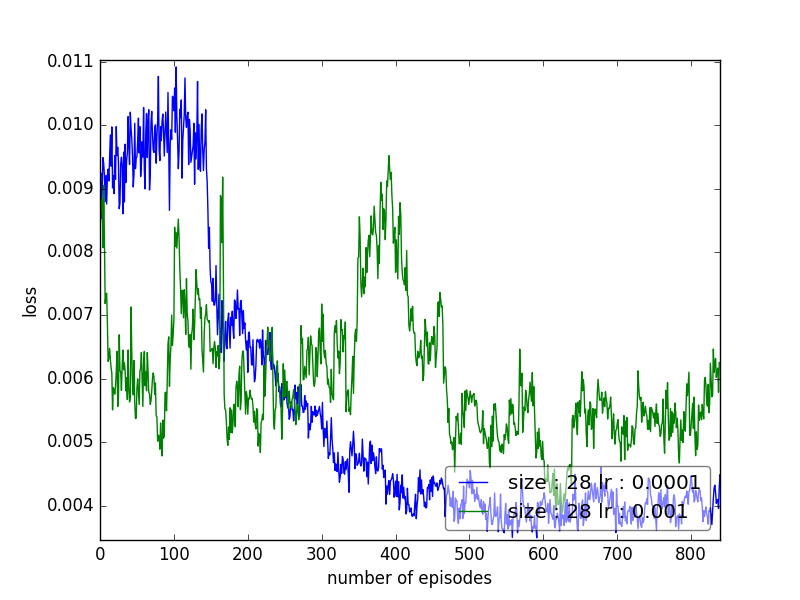 0.011
0.010
0.009
0.008
0.007
0.006
0.005
0.004
loss
size : 28 lr : 0.0001
size : 28 lr : 0.001
0 100 200 300 400 500 600 700 800
number of episodes